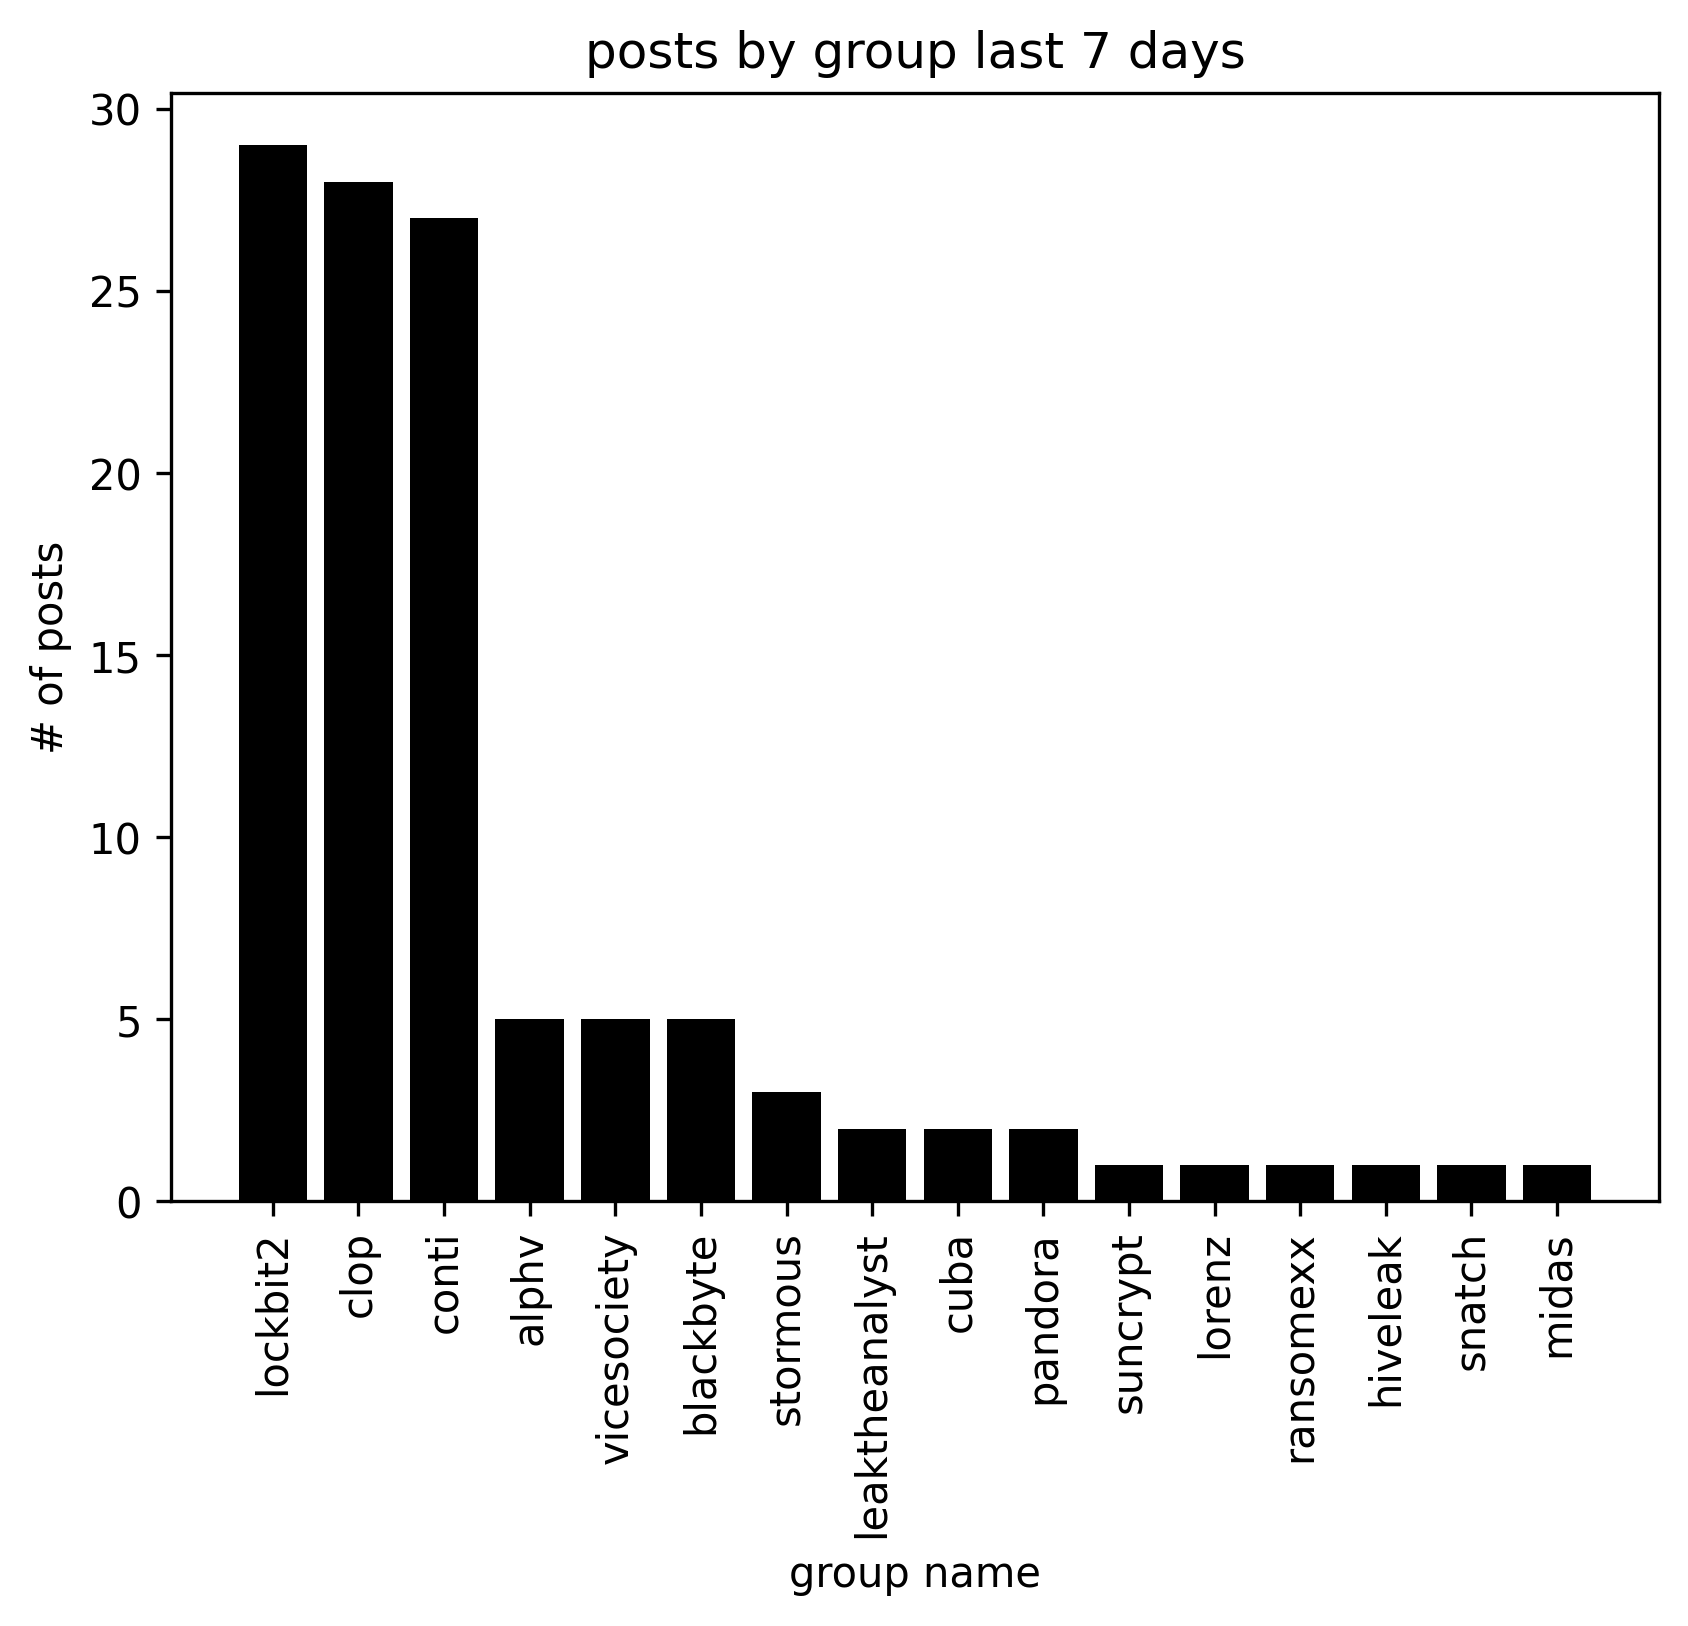 posts by group last 7 days
30
25
20
15
10
5
0
# of posts
lockbit2
clop
conti
alphv
vicesociety
blackbyte
stormous
leaktheanalyst
cuba
pandora
suncrypt
lorenz
ransomexx
hiveleak
snatch
midas
group name